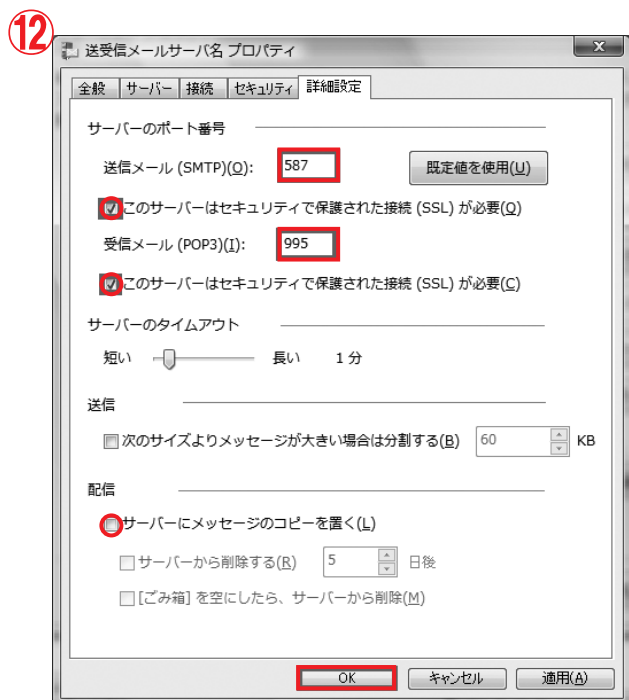 ⑫
送受信メールサーバ名 プロパティ
全般 サーバー 接続 セキュリティ 詳細設定
サーバーのポート番号
送信メール (SMTP)(O): 587 既定値を使用(U)
このサーバーはセキュリティで保護された接続 (SSL) が必要(Q)
受信メール (POP3)(I): 995
このサーバーはセキュリティで保護された接続 (SSL) が必要(C)
サーバーのタイムアウト
短い 長い 1 分
送信
次のサイズよりメッセージが大きい場合は分割する(B) 60 KB
配信
サーバーにメッセージのコピーを置く(L)
サーバーから削除する(R) 5 日後
[ごみ箱] を空にしたら、サーバーから削除(M)
OK キャンセル 適用(A)